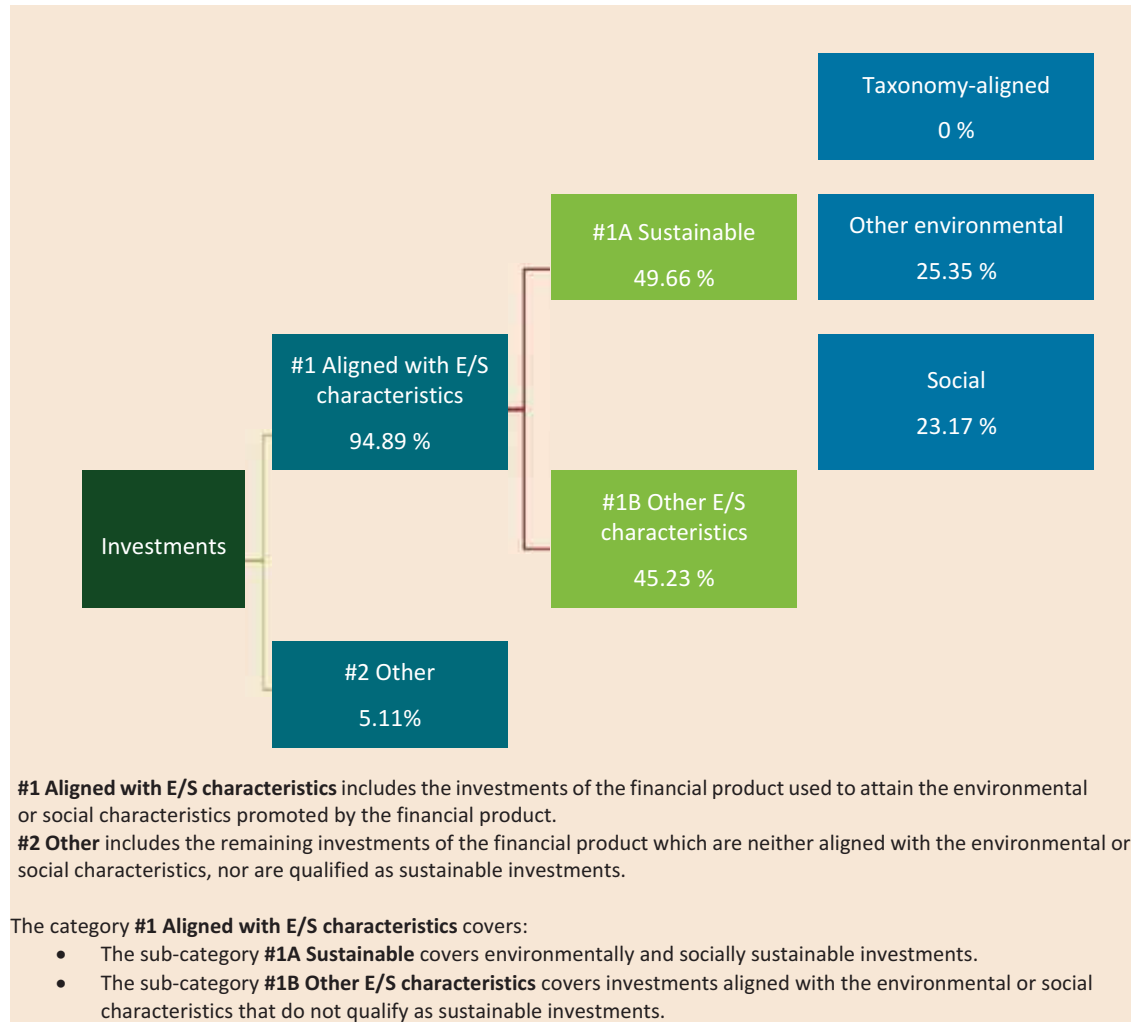 Taxonomy-aligned
0 %
#1A Sustainable
49.66 %
Other environmental
25.35 %
#1 Aligned with E/S
characteristics
94.89 %
Social
23.17 %
Investments
#1B Other E/S
characteristics
45.23 %
#2 Other
5.11%
#1 Aligned with E/S characteristics includes the investments of the financial product used to attain the environmental
or social characteristics promoted by the financial product.
#2 Other includes the remaining investments of the financial product which are neither aligned with the environmental or
social characteristics, nor are qualified as sustainable investments.
The category #1 Aligned with E/S characteristics covers:
• The sub-category #1A Sustainable covers environmentally and socially sustainable investments.
• The sub-category #1B Other E/S characteristics covers investments aligned with the environmental or social
characteristics that do not qualify as sustainable investments.